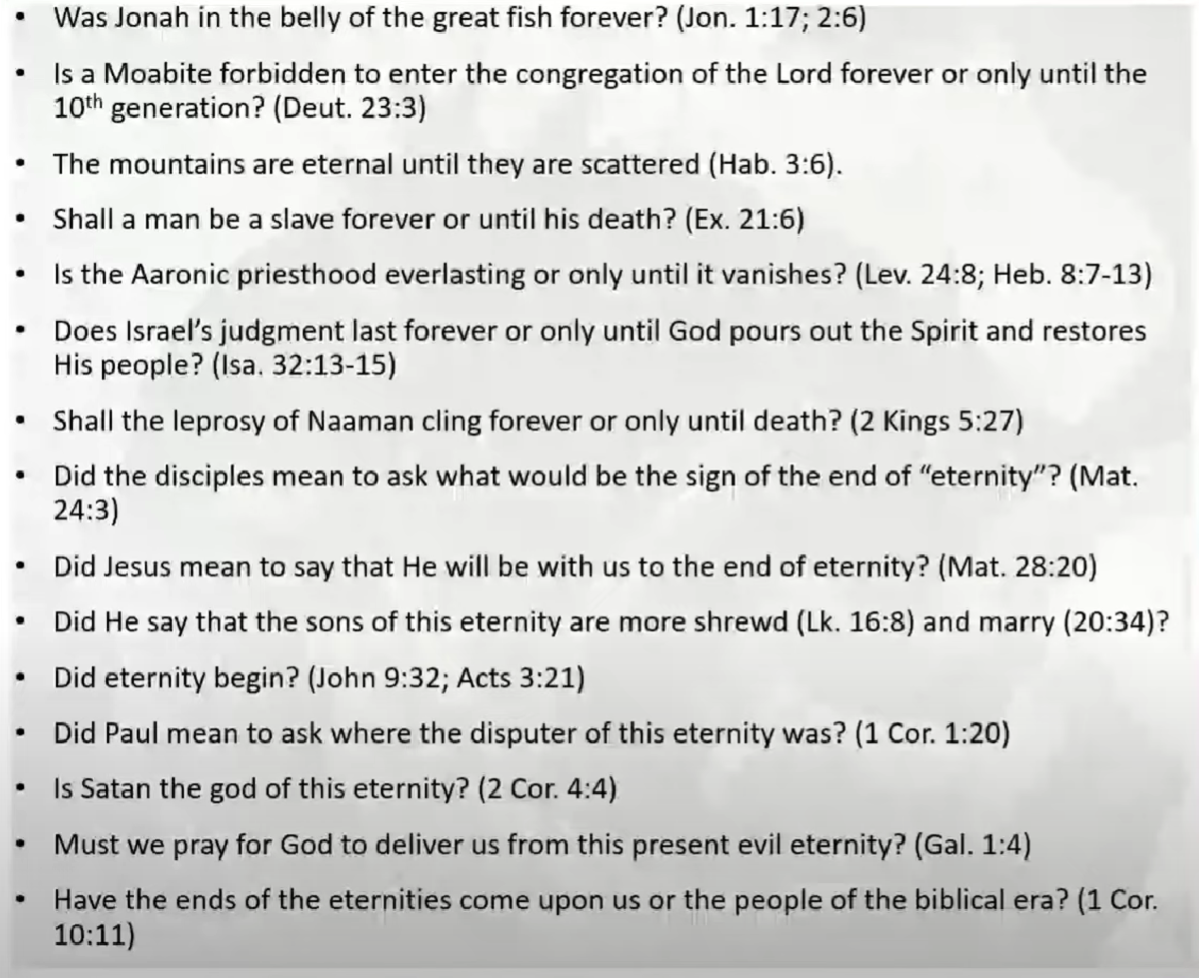 • Was Jonah in the belly of the great fish forever? (Jon. 1:17; 2:6)
• Is a Moabite forbidden to enter the congregation of the Lord forever or only until the
10th generation? (Deut. 23:3)
• The mountains are eternal until they are scattered (Hab. 3:6).
• Shall a man be a slave forever or until his death? (Ex. 21:6)
• Is the Aaronic priesthood everlasting or only until it vanishes? (Lev. 24:8; Heb. 8:7-13)
• Does Israel's judgment last forever or only until God pours out the Spirit and restores
His people? (Isa. 32:13-15)
• Shall the leprosy of Naaman cling forever or only until death? (2 Kings 5:27)
• Did the disciples mean to ask what would be the sign of the end of "eternity"? (Mat.
24:3)
• Did Jesus mean to say that He will be with us to the end of eternity? (Mat. 28:20)
• Did He say that the sons of this eternity are more shrewd (Lk. 16:8) and marry (20:34)?
• Did eternity begin? (John 9:32; Acts 3:21)
• Did Paul mean to ask where the disputer of this eternity was? (1 Cor. 1:20)
• Is Satan the god of this eternity? (2 Cor. 4:4)
• Must we pray for God to deliver us from this present evil eternity? (Gal. 1:4)
• Have the ends of the eternities come upon us or the people of the biblical era? (1 Cor.
10:11)